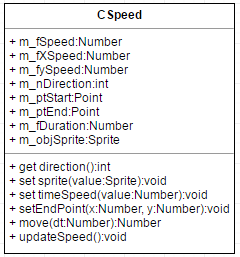 CSpeed
+ m_fSpeed:Number
+ m_fXSpeed:Number
+ m_fySpeed:Number
+ m_nDirection:int
+ m_ptStart:Point
+ m_ptEnd:Point
+ m_fDuration:Number
+ m_objSprite:Sprite
+ get direction():int
+ set sprite(value:Sprite):void
+ set timeSpeed(value:Number):void
+ setEndPoint(x:Number, y:Number):void
+ move(dt:Number):Number
+ updateSpeed():void